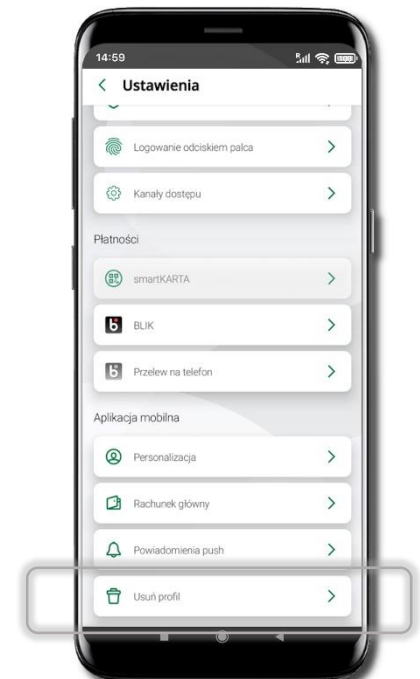 14:59
Ustawienia
Logowanie odciskiem palca
Kanały dostępu
Płatności
smartKARTA
BLIK
Przelew na telefon
Aplikacja mobilna
Personalizacja
Rachunek główny
Powiadomienia push
Usuń profil